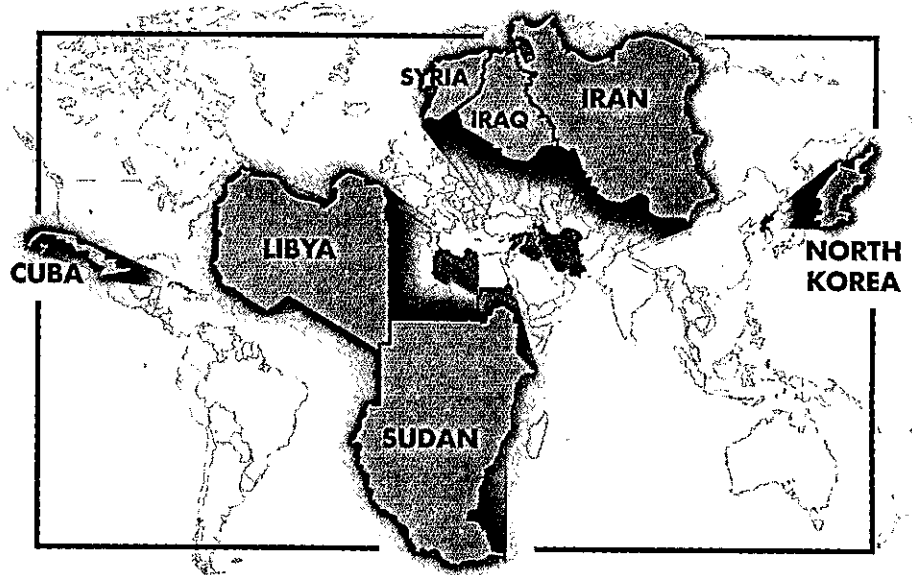 SYRIA
IRAQ
IRAN
LIBYA
CUBA
NORTH
KOREA
SUDAN